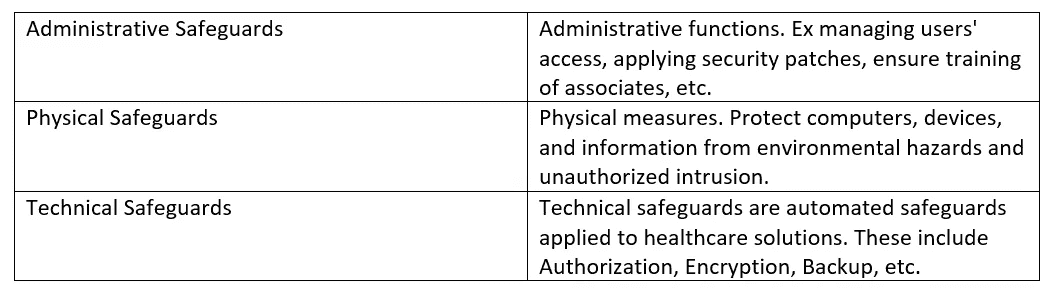 Administrative Safeguards
Administrative functions. Ex managing users'
access, applying security patches, ensure training
of associates, etc.
Physical Safeguards
Physical measures. Protect computers, devices,
and information from environmental hazards and
unauthorized intrusion.
Technical Safeguards
Technical safeguards are automated safeguards
applied to healthcare solutions. These include
Authorization, Encryption, Backup, etc.